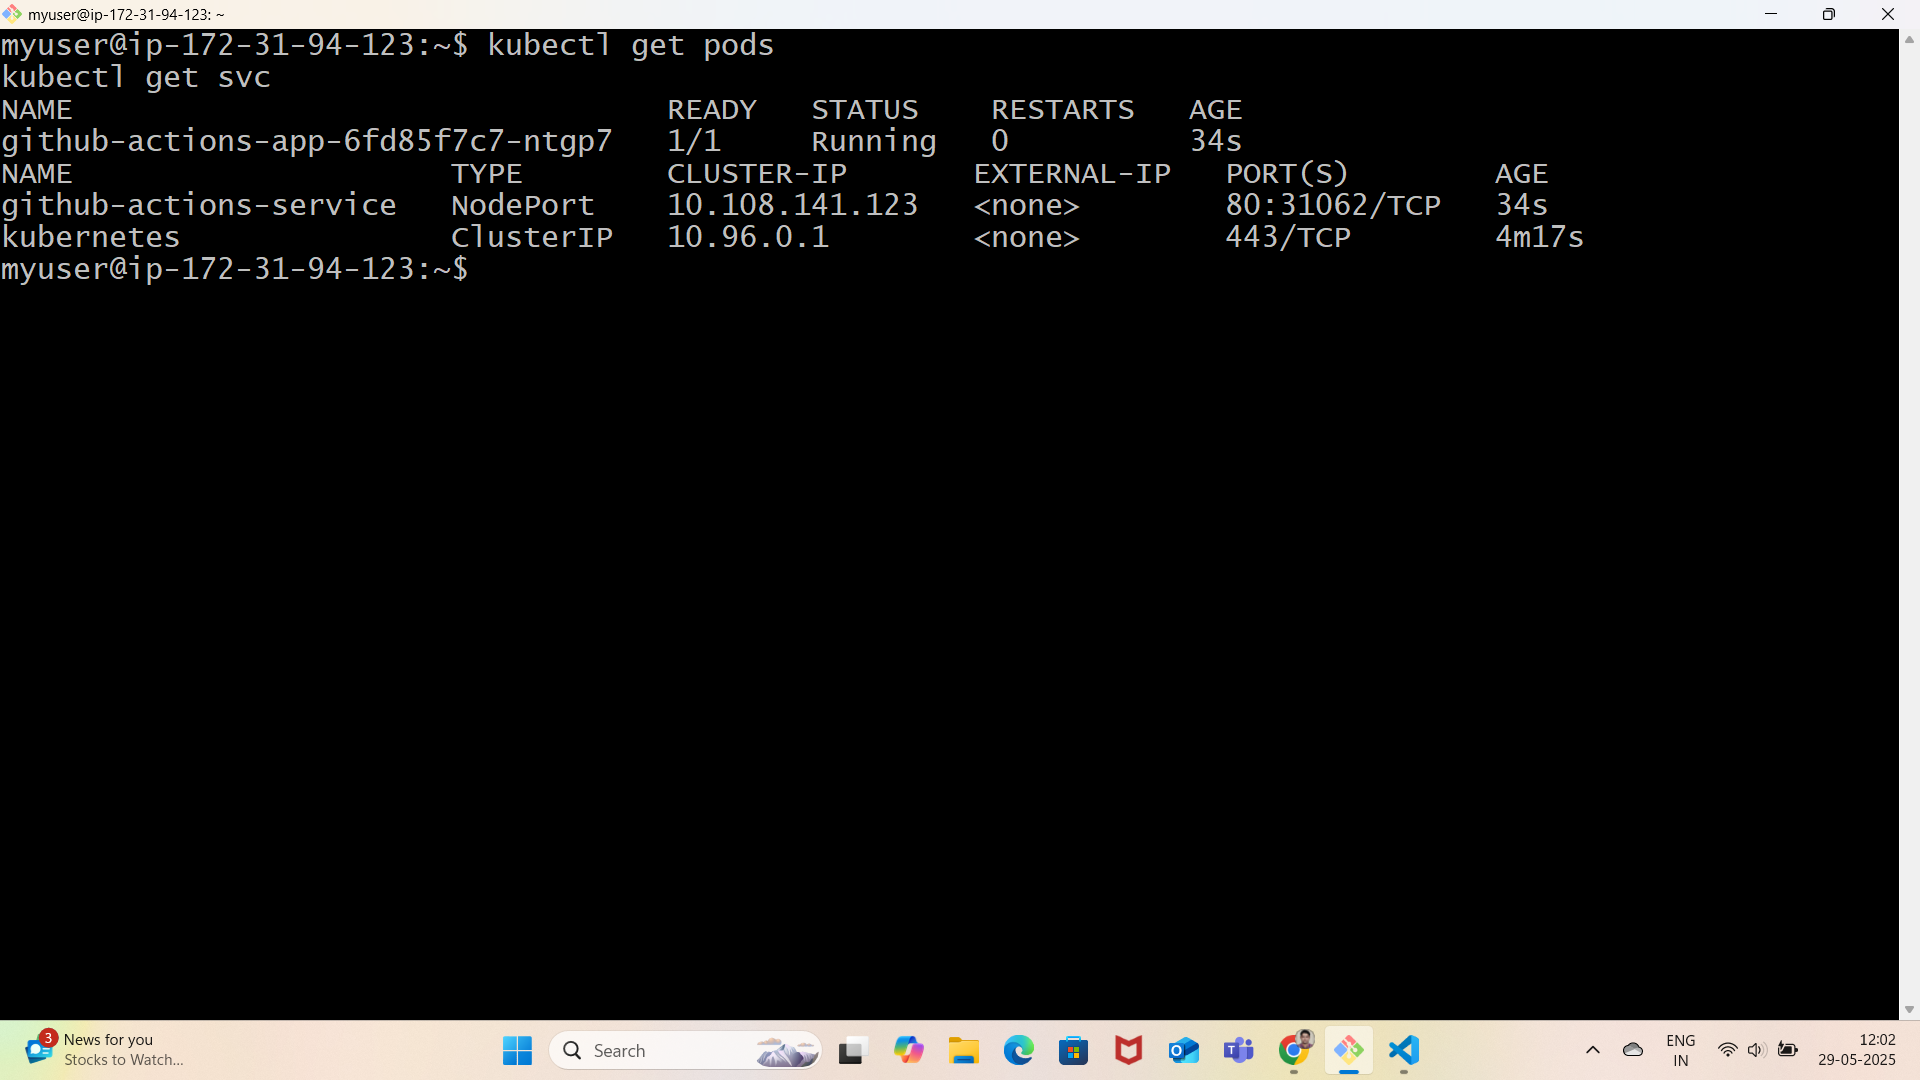 myuser@ip-172-31-94-123: ~
myuser@ip-172-31-94-123:~$ kubectl get pods
kubectl get svc
NAME READY STATUS RESTARTS AGE
github-actions-app-6fd85f7c7-ntgp7 1/1 Running 0 34s
NAME TYPE CLUSTER-IP EXTERNAL-IP PORT(S) AGE
github-actions-service NodePort 10.108.141.123 <none> 80:31062/TCP 34s
kubernetes ClusterIP 10.96.0.1 <none> 443/TCP 4m17s
myuser@ip-172-31-94-123:~$
3
News for you
Stocks to Watch...
Search
ENG
IN
12:02
29-05-2025